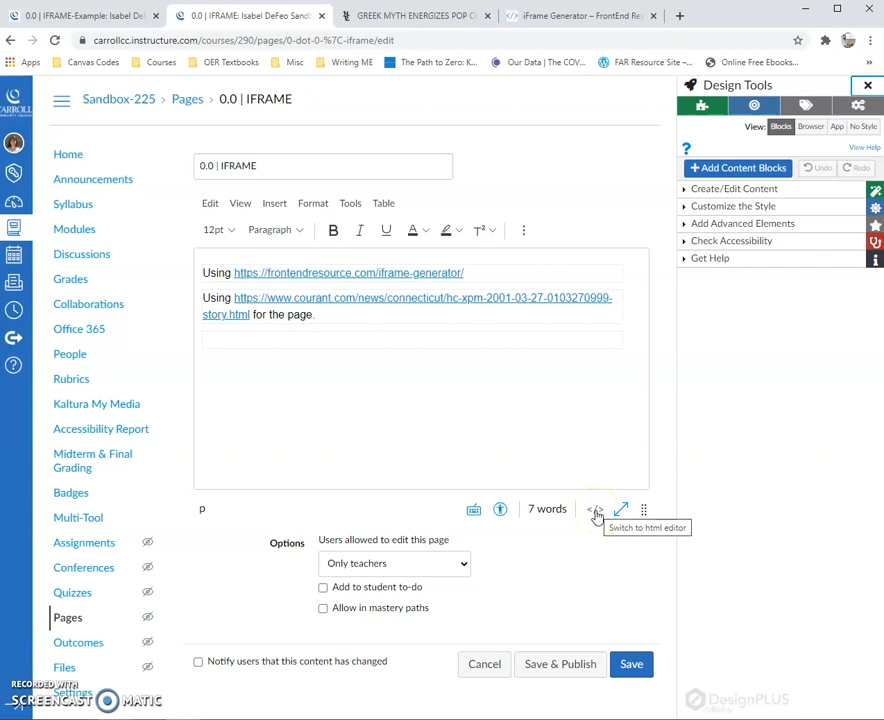 0.0 | IFRAME-Example: Isabel DeF
0.0 | IFRAME: Isabel DeFeo Sand
GREEK MYTH ENERGIZES POP C
iFrame Generator – FrontEnd Re
carrollcc.instructure.com/courses/290/pages/0-dot-0-%7C-iframe/edit
Apps
Canvas Codes
Courses
OER Textbooks
Misc
Writing ME
The Path to Zero: K...
Our Data | The COV...
FAR Resource Site –...
Online Free Ebooks...
CARROLL
Sandbox-225 > Pages > 0.0 | IFRAME
Home
Announcements
Syllabus
Modules
Discussions
Grades
Collaborations
Office 365
People
Rubrics
Kaltura My Media
Accessibility Report
Midterm & Final
Grading
Badges
Multi-Tool
Assignments
Conferences
Quizzes
Pages
Outcomes
Files
Settings
0.0 | IFRAME
Edit View Insert Format Tools Table
12pt Paragraph B I U A T²
Using https://frontendresource.com/iframe-generator/
Using https://www.courant.com/news/connecticut/hc-xpm-2001-03-27-0103270999-
story.html for the page.
p
7 words
</>
Switch to html editor
Options
Users allowed to edit this page
Only teachers
Add to student to-do
Allow in mastery paths
Notify users that this content has changed
Cancel
Save & Publish
Save
Design Tools
View: Blocks Browser App No Style
View Help
+Add Content Blocks
Undo
Redo
Create/Edit Content
Customize the Style
Add Advanced Elements
Check Accessibility
Get Help
DesignPLUS
RECORDED WITH
SCREENCAST MATIC